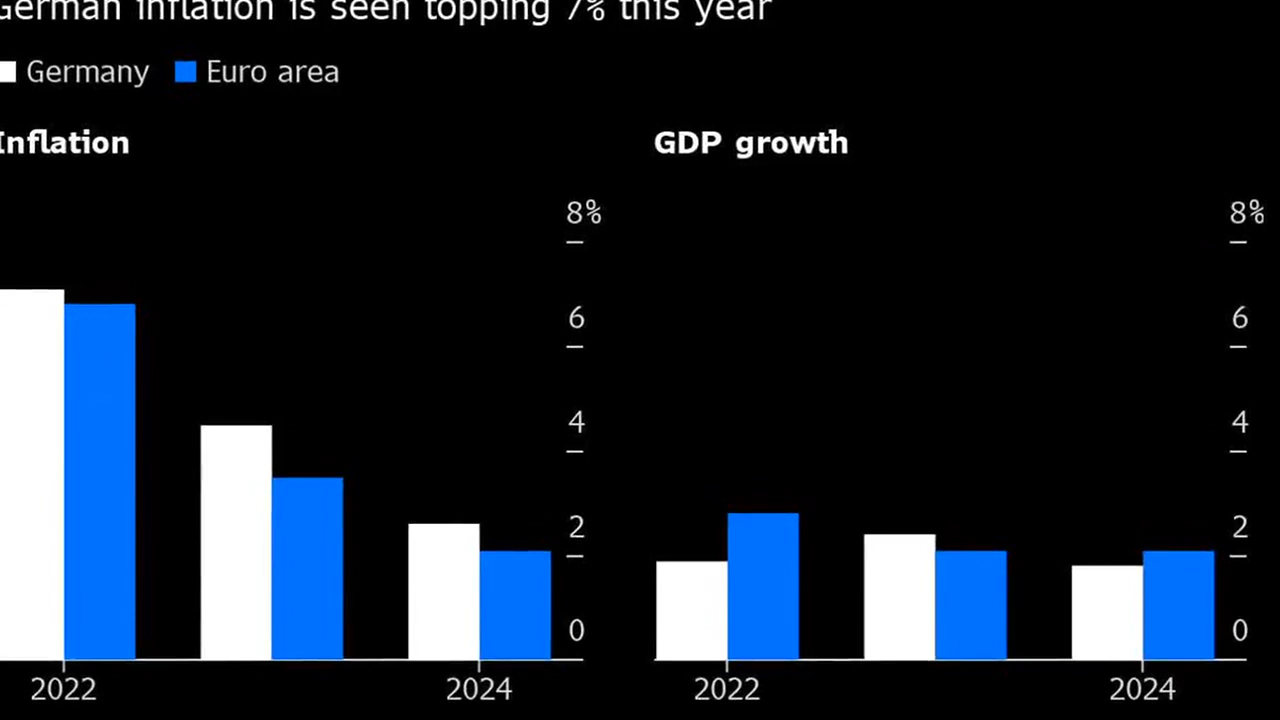 German inflation is seen topping 7% this year
Germany Euro area
Inflation GDP growth
8% 8%
6 6
4 4
2 2
0 0
2022 2024 2022 2024